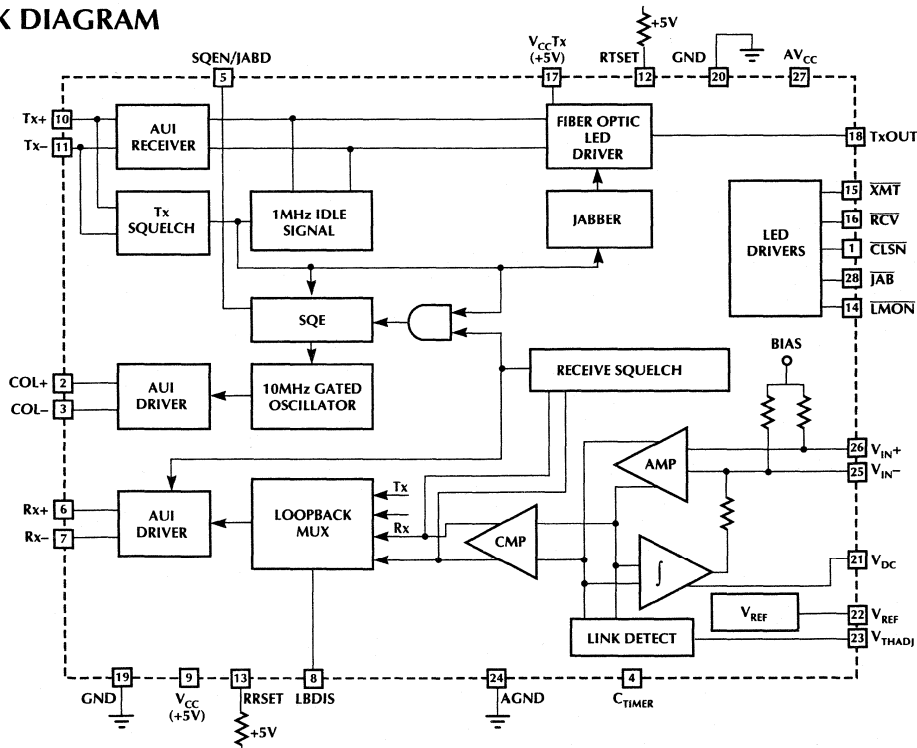 K DIAGRAM
SQEN/JABD
5
VCCTx
(+5V)
17
RTSET
+5V
12
GND
20
AVCC
27
Tx+
10
Tx–
11
AUI
RECEIVER
FIBER OPTIC
LED
DRIVER
18
TxOUT
Tx
SQUELCH
1MHz IDLE
SIGNAL
JABBER
LED
DRIVERS
15
XMT
16
RCV
1
CLSN
28
JAB
14
LMON
SQE
BIAS
COL+
2
COL–
3
AUI
DRIVER
10MHz GATED
OSCILLATOR
RECEIVE SQUELCH
AMP
26
VIN+
25
VIN–
Rx+
6
Rx–
7
AUI
DRIVER
LOOPBACK
MUX
Tx
Rx
CMP
∫
21
VDC
VREF
22
VREF
LINK DETECT
23
VTHADJ
19
GND
9
VCC
(+5V)
13
RRSET
+5V
8
LBDIS
24
AGND
4
CTIMER